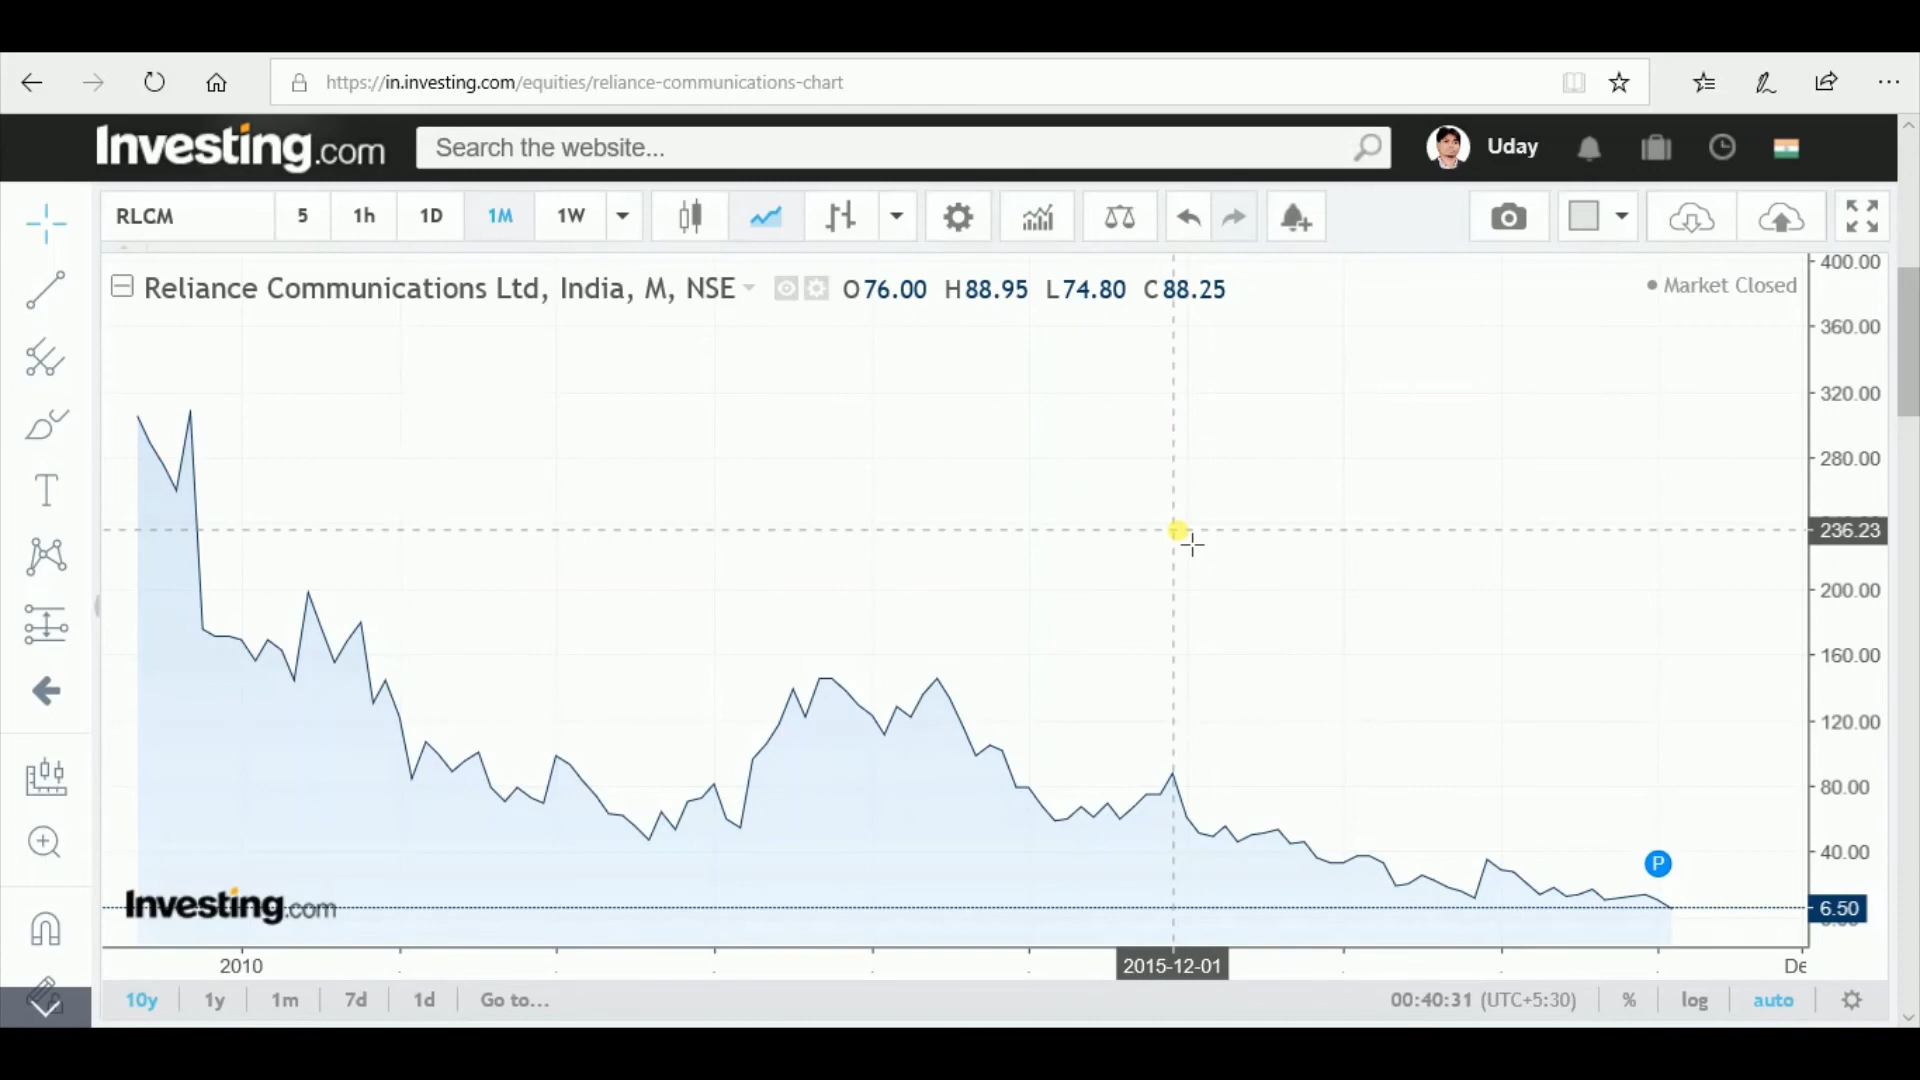 https://in.investing.com/equities/reliance-communications-chart
Investing.com
Search the website...
Uday
RLCM 5 1h 1D 1M 1W
Reliance Communications Ltd, India, M, NSE O76.00 H88.95 L74.80 C88.25
Market Closed
400.00
360.00
320.00
280.00
236.23
200.00
160.00
120.00
80.00
40.00
P
6.50
Investing.com
2010 2015-12-01 De
10y 1y 1m 7d 1d Go to... 00:40:31 (UTC+5:30) % log auto